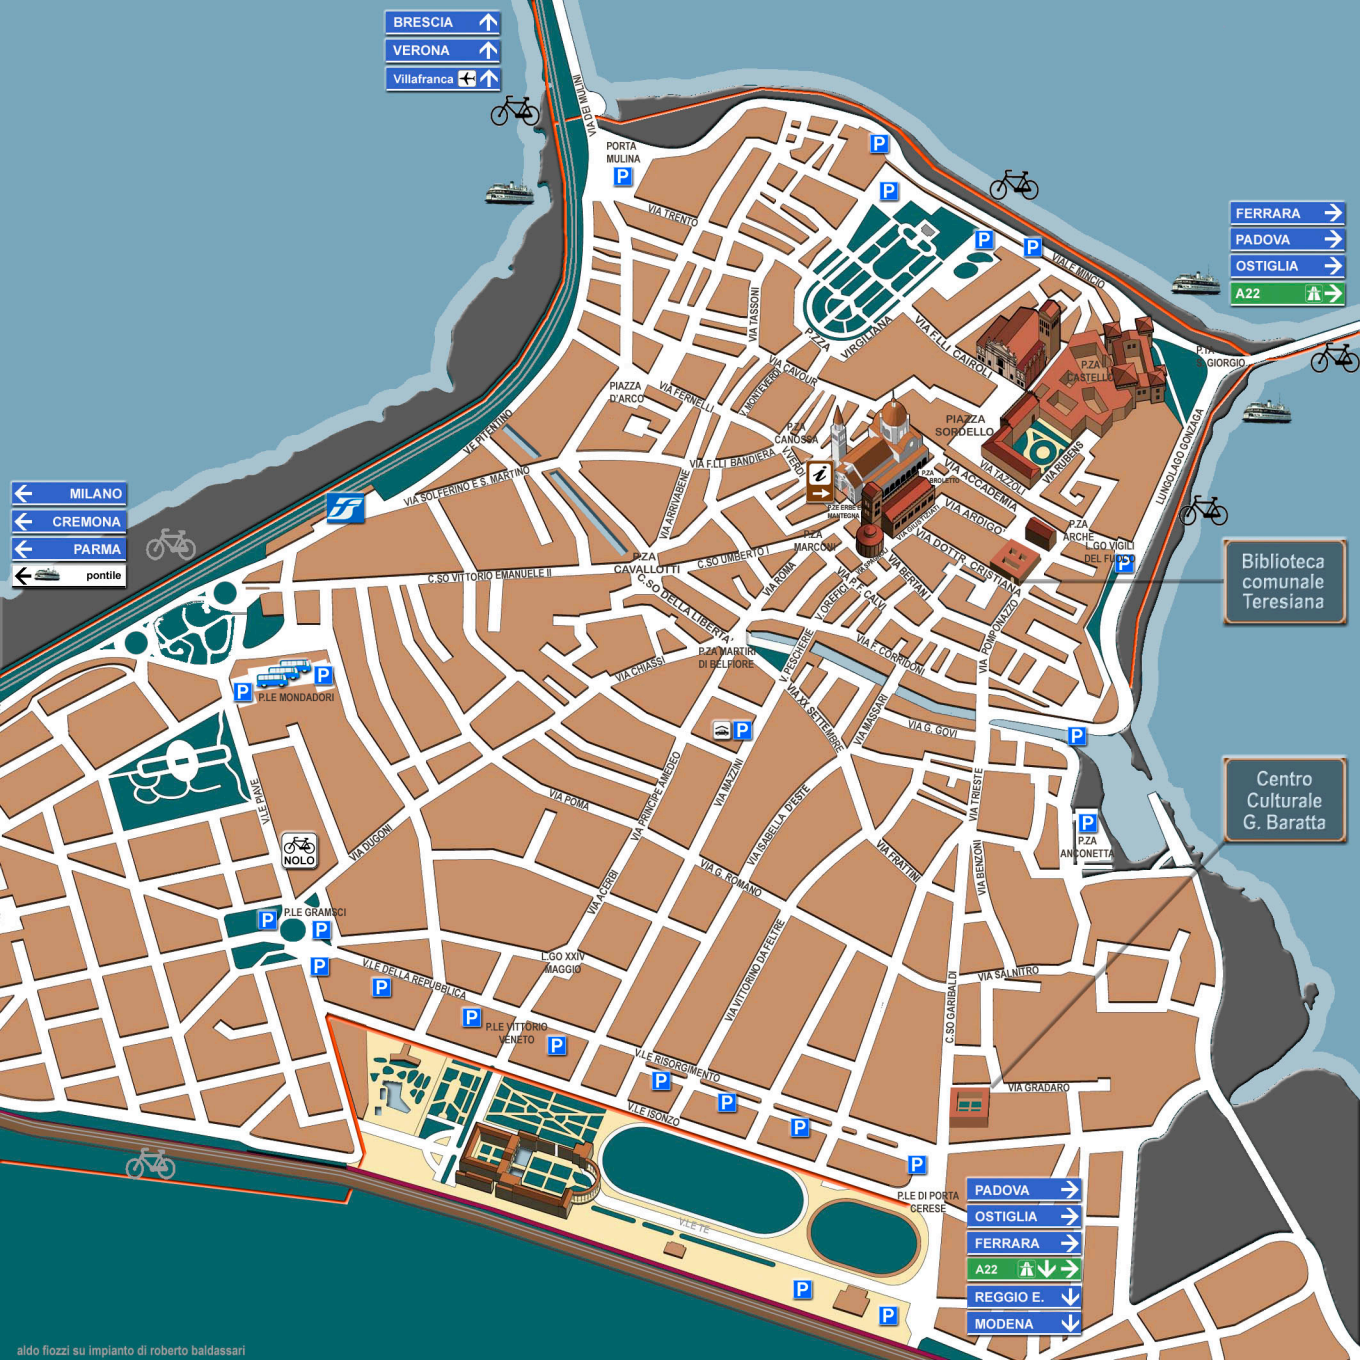 BRESCIA
VERONA
Villafranca
VIA DEI MULINI
PORTA
MULINA
P
VIA TRENTO
P
P
P
P
VIALE MINCIO
FERRARA
PADOVA
OSTIGLIA
A22
VIA TASSONI
P.ZZA
VIRGILIANA
VIA F.LLI CAIROLI
P.ZA
CASTELLO
S. GIORGIO
VIA CAVOUR
V. MONTEVERDI
PIAZZA
D'ARCO
VIA FERNELLI
P.ZA
CANOSSA
PIAZZA
SORDELLO
V.E PITENTINO
VIA F.LLI BANDIERA
V.VERDI
i
P.ZA
BROLETTO
VIA ACCADEMIA
VIA TAZZOLI
VIA RUBENS
LUNGOLAGO GONZAGA
VIA SOLFERINO E S. MARTINO
VIA ARRIVABENE
P.ZE ERBE E
MANTEGNA
VIA GIUSTIZIATI
VIA ARDIGO'
P.ZA
ARCHE
L.GO VIGILI
P
MILANO
CREMONA
PARMA
pontile
P.ZA
CAVALLOTTI
C.SO UMBERTO I
P.ZA
MARCONI
VIA DOTTR. CRISTIANA
VIA BERTANI
C.SO VITTORIO EMANUELE II
VIA ROMA
VIA P.F. CALVI
V. OREFICI
Biblioteca
comunale
Teresiana
C.SO DELLA LIBERTA'
VIA POMPONAZZO
P.ZA MARTIRI
DI BELFIORE
V. PESCHERIE
VIA F. CORRIDONI
VIA CHIASSI
P
P
P.LE MONDADORI
VIA XX SETTEMBRE
VIA MASSARI
VIA G. GOVI
P
P
V.LE PIAVE
VIA PRINCIPE AMEDEO
VIA MAZZINI
VIA POMA
VIA ISABELLA D'ESTE
VIA TRIESTE
Centro
Culturale
G. Baratta
P
P.ZA
ANCONETTA
NOLO
VIA DUGONI
VIA ACERBI
VIA G. ROMANO
VIA FRATTINI
VIA BENZONI
P
P.LE GRAMSCI
P
P
V.LE DELLA REPUBBLICA
L.GO XXIV
MAGGIO
VIA VITTORINO DA FELTRE
VIA SALNITRO
C.SO GARIBALDI
P
P
P.LE VITTORIO
VENETO
P
V.LE RISORGIMENTO
P
P
V.LE ISONZO
P
VIA GRADARO
P
P.LE DI PORTA
CERESE
V.LE TE
P
P
PADOVA
OSTIGLIA
FERRARA
A22
REGGIO E.
MODENA
aldo fiozzi su impianto di roberto baldassari